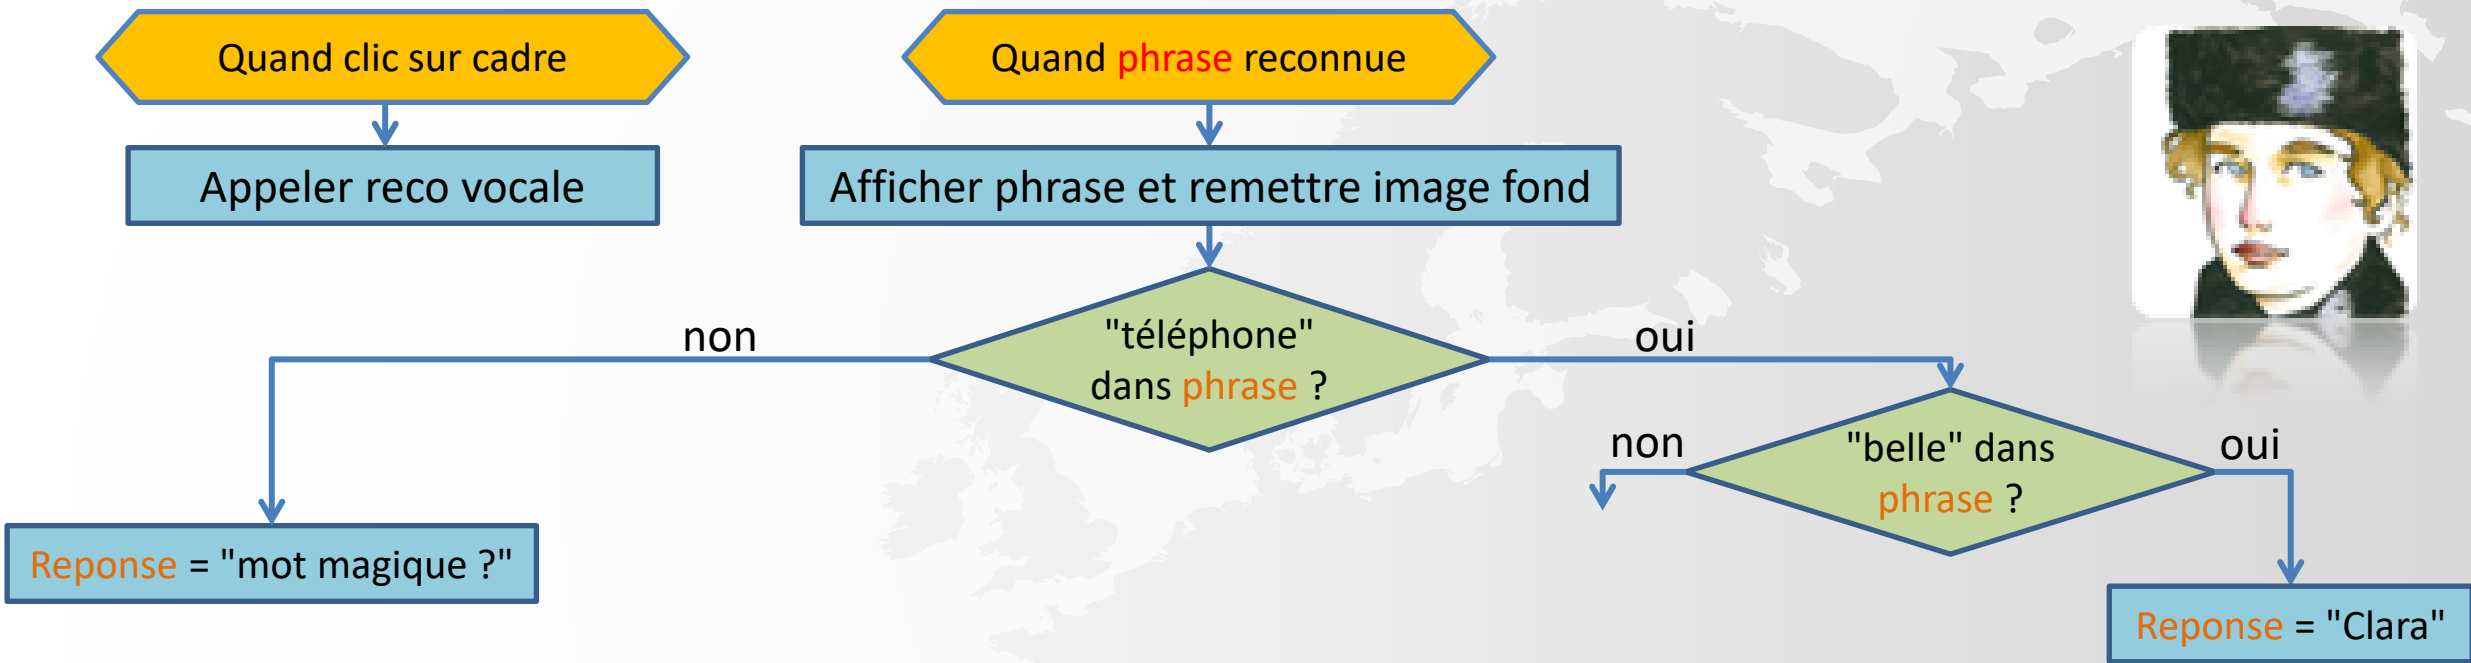 Quand clic sur cadre
Quand phrase reconnue
Appeler reco vocale
Afficher phrase et remettre image fond
non
"téléphone"
dans phrase ?
oui
non
"belle" dans
phrase ?
oui
Reponse = "mot magique ?"
Reponse = "Clara"